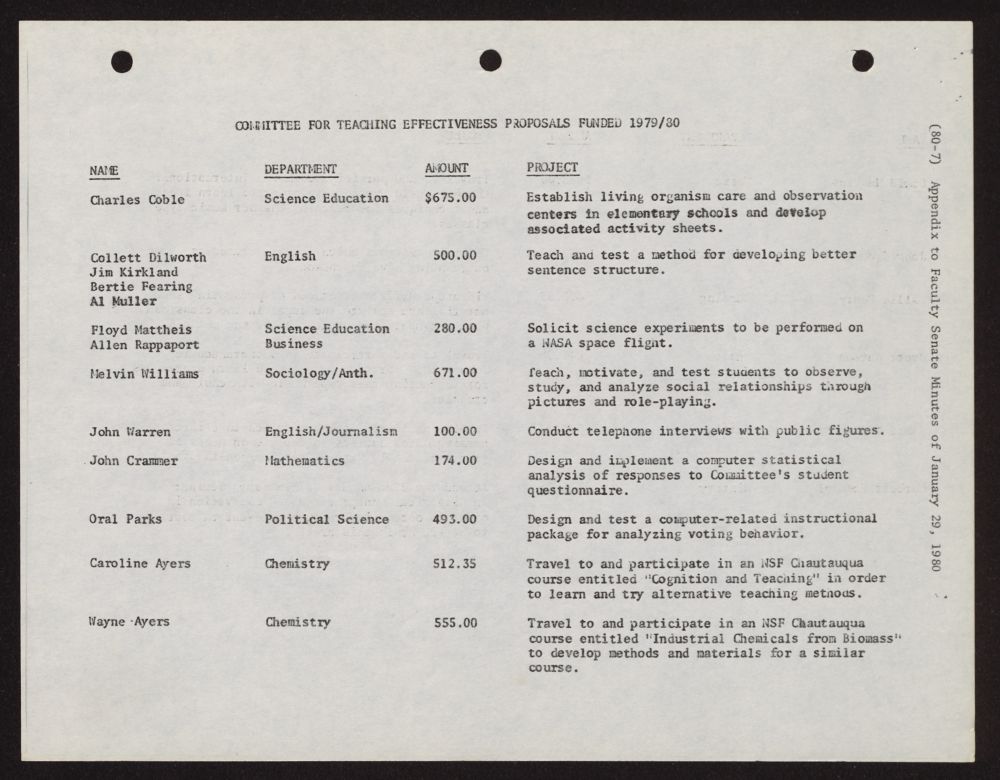 COMMITTEE FOR TEACHING EFFECTIVENESS PROPOSALS FUNDED 1979/80
NAME DEPARTMENT AMOUNT PROJECT
Charles Coble Science Education $675.00 Establish living organism care and observation
centers in elementary schools and develop
associated activity sheets.
Collett Dilworth English 500.00 Teach and test a method for developing better
Jim Kirkland sentence structure.
Bertie Fearing
Al Muller
Floyd Mattheis Science Education 280.00 Solicit science experiments to be performed on
Allen Rappaport Business a NASA space flight.
Melvin Williams Sociology/Anth. 671.00 Teach, motivate, and test students to observe,
study, and analyze social relationships through
pictures and role-playing.
John Warren English/Journalism 100.00 Conduct telephone interviews with public figures.
John Crammer Mathematics 174.00 Design and implement a computer statistical
analysis of responses to Committee's student
questionnaire.
Oral Parks Political Science 493.00 Design and test a computer-related instructional
package for analyzing voting behavior.
Caroline Ayers Chemistry 512.35 Travel to and participate in an NSF Chautauqua
course entitled "Cognition and Teaching" in order
to learn and try alternative teaching methods.
Wayne Ayers Chemistry 555.00 Travel to and participate in an NSF Chautauqua
course entitled "Industrial Chemicals from Biomass"
to develop methods and materials for a similar
course.
(80-7) Appendix to Faculty Senate Minutes of January 29, 1980